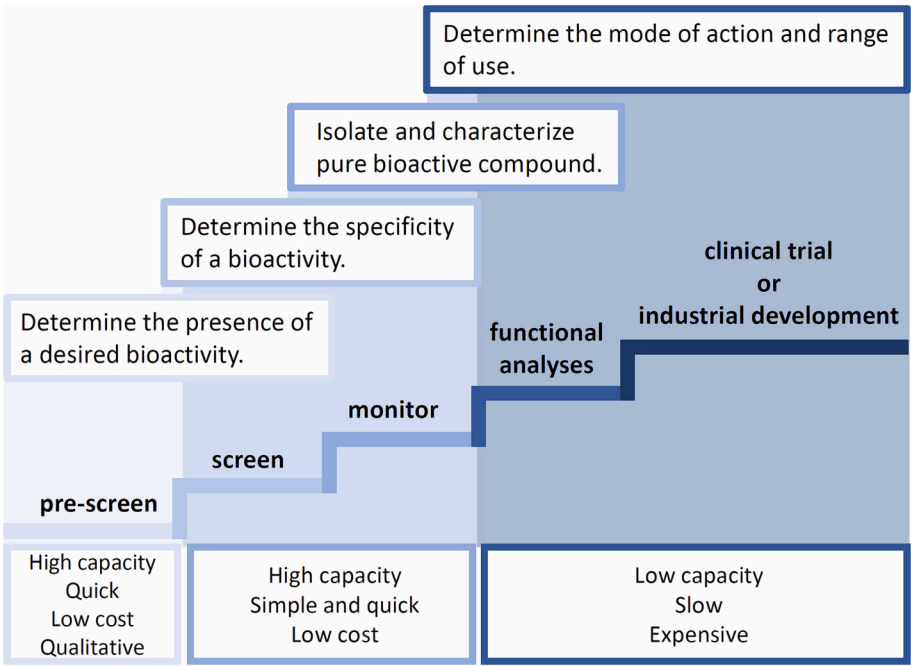 Determine the mode of action and range
of use.
Isolate and characterize
pure bioactive compound.
Determine the specificity
of a bioactivity.
Determine the presence of
a desired bioactivity.
clinical trial
or
industrial development
functional
analyses
monitor
screen
pre-screen
High capacity
Quick
Low cost
Qualitative
High capacity
Simple and quick
Low cost
Low capacity
Slow
Expensive